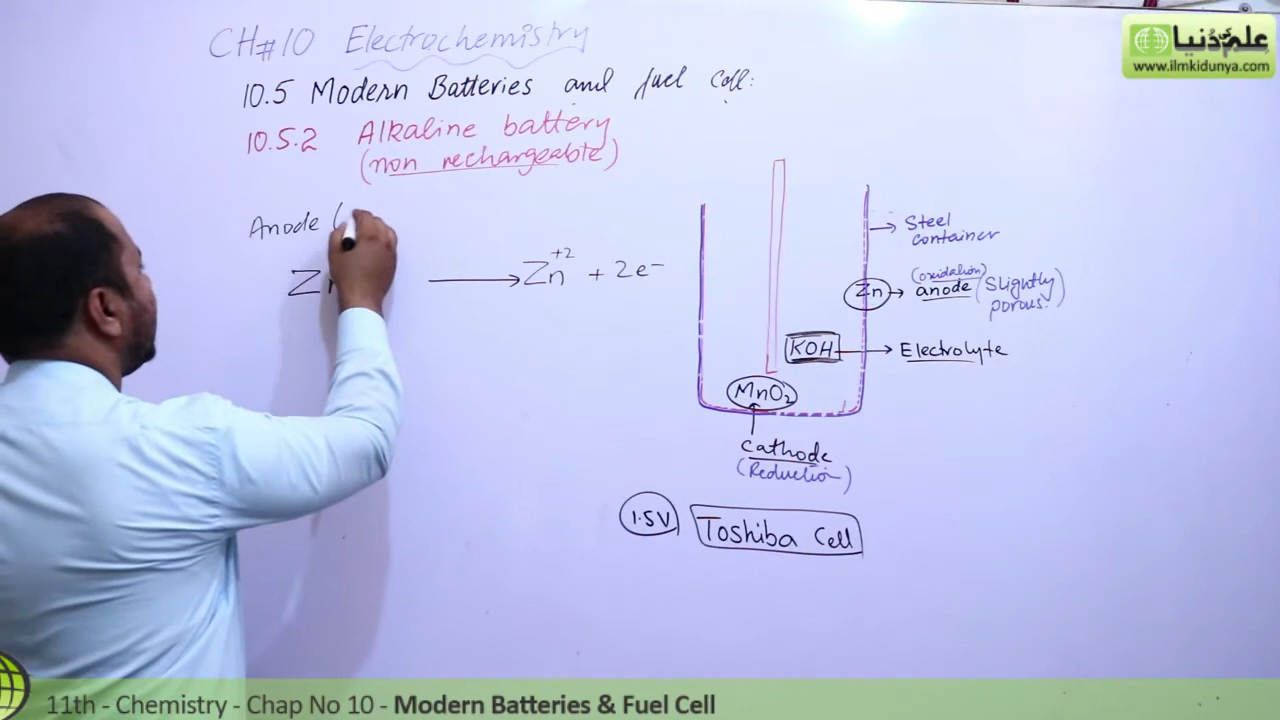 CH#10 Electrochemistry
10.5 Modern Batteries and fuel Cell:
10.5.2 Alkaline battery
(non rechargeable)
Anode (
Zn → Zn+2 + 2e−
Steel
container
Zn → (oxidation)
anode (Slightly
porous.)
KOH → Electrolyte
MnO2
Cathode
(Reduction)
1.5V Toshiba Cell
علم کی دُنیا
www.ilmkidunya.com
11th - Chemistry - Chap No 10 - Modern Batteries & Fuel Cell